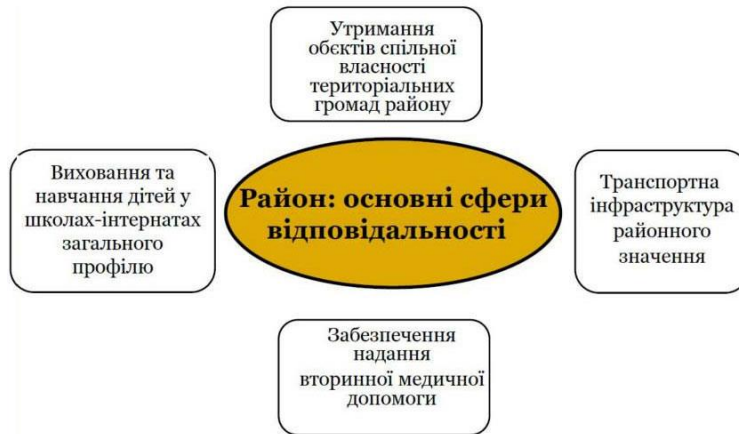 Утримання
обєктів спільної
власності
територіальних
громад району
Виховання та
навчання дітей у
школах-інтернатах
загального
профілю
Район: основні сфери
відповідальності
Транспортна
інфраструктура
районного
значення
Забезпечення
надання
вторинної медичної
допомоги